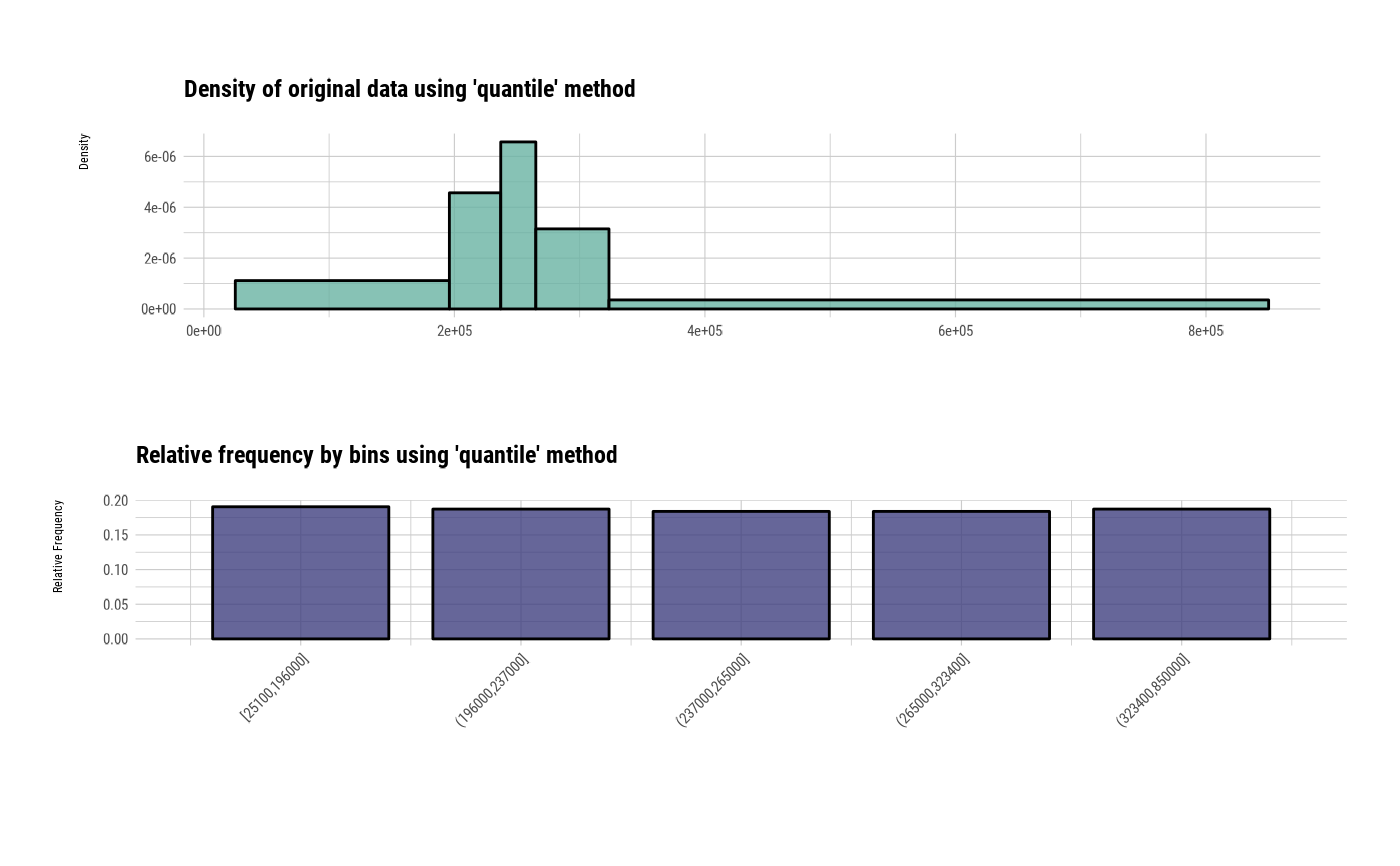 Density of original data using 'quantile' method
Density
6e-06
4e-06
2e-06
0e+00
0e+00 2e+05 4e+05 6e+05 8e+05
Relative frequency by bins using 'quantile' method
Relative Frequency
0.20
0.15
0.10
0.05
0.00
[25100,196000] (196000,237000] (237000,265000] (265000,323400] (323400,850000]